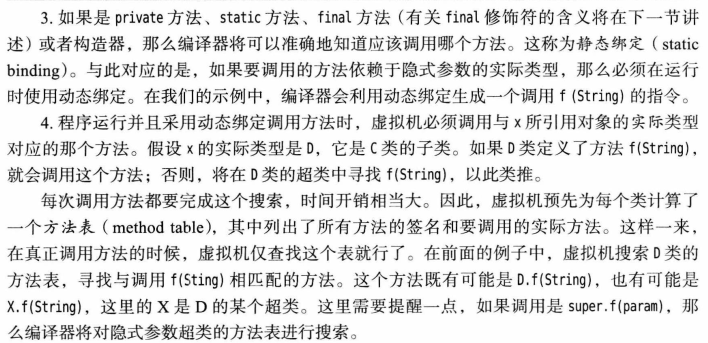 3. 如果是 private 方法、static 方法、final 方法（有关 final 修饰符的含义将在下一节讲
述）或者构造器，那么编译器将可以准确地知道应该调用哪个方法。这称为静态绑定（static
binding）。与此对应的是，如果要调用的方法依赖于隐式参数的实际类型，那么必须在运行
时使用动态绑定。在我们的示例中，编译器会利用动态绑定生成一个调用 f (String) 的指令。
4. 程序运行并且采用动态绑定调用方法时，虚拟机必须调用与 x 所引用对象的实际类型
对应的那个方法。假设 x 的实际类型是 D，它是 C 类的子类。如果 D 类定义了方法 f(String)，
就会调用这个方法；否则，将在 D 类的超类中寻找 f(String)，以此类推。
每次调用方法都要完成这个搜索，时间开销相当大。因此，虚拟机预先为每个类计算了
一个方法表（method table），其中列出了所有方法的签名和要调用的实际方法。这样一来，
在真正调用方法的时候，虚拟机仅查找这个表就行了。在前面的例子中，虚拟机搜索 D 类的
方法表，寻找与调用 f(Sting) 相匹配的方法。这个方法既有可能是 D.f(String)，也有可能是
X.f(String)，这里的 X 是 D 的某个超类。这里需要提醒一点，如果调用是 super.f(param)，那
么编译器将对隐式参数超类的方法表进行搜索。